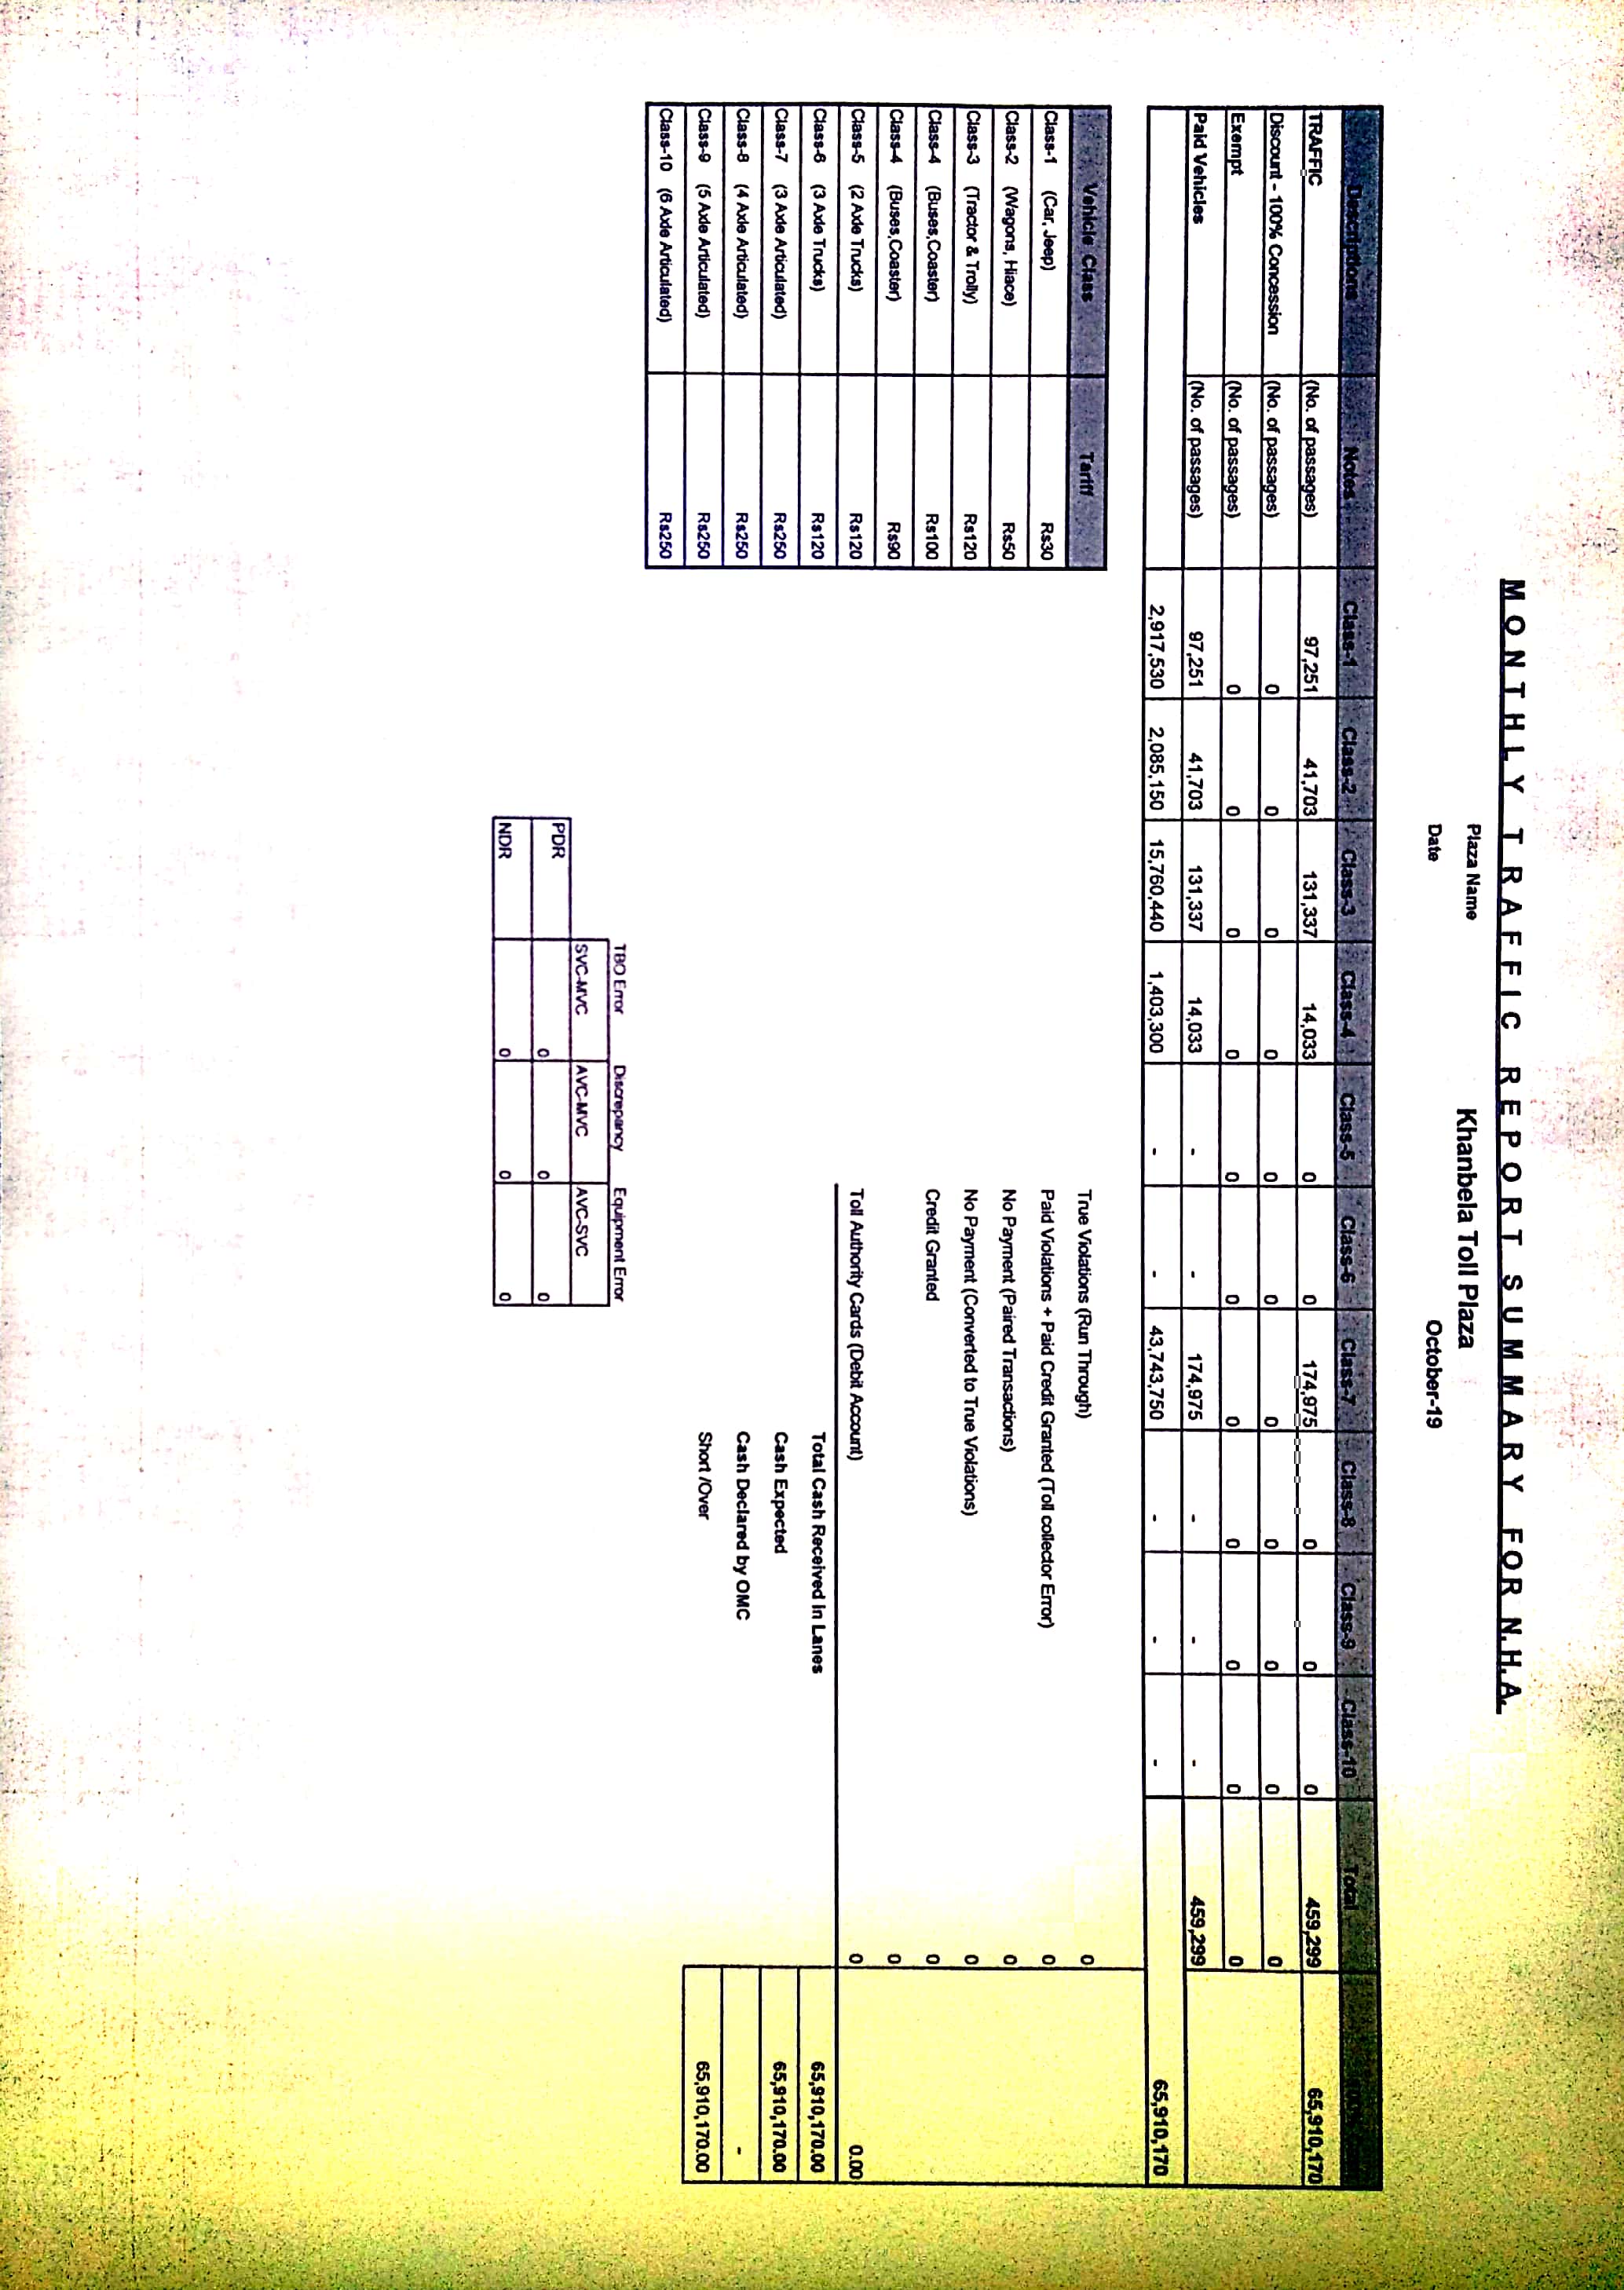 MONTHLY TRAFFIC REPORT SUMMARY FOR N.H.A.
Plaza Name Khanbela Toll Plaza
Date October-19
Descriptions Notes Class-1 Class-2 Class-3 Class-4 Class-5 Class-6 Class-7 Class-8 Class-9 Class-10 Total
TRAFFIC (No. of passages) 97,251 41,703 131,337 14,033 0 0 174,975 0 0 0 459,299 65,910,170
Discount - 100% Concession (No. of passages) 0 0 0 0 0 0 0 0 0 0 0
Exempt (No. of passages) 0 0 0 0 0 0 0 0 0 0 0
Paid Vehicles (No. of passages) 97,251 41,703 131,337 14,033 - - 174,975 - - - 459,299
2,917,530 2,085,150 15,760,440 1,403,300 - - 43,743,750 - - - 65,910,170
Vehicle Class Tariff
Class-1 (Car, Jeep) Rs30
Class-2 (Wagons, Hiace) Rs50
Class-3 (Tractor & Trolly) Rs120
Class-4 (Buses,Coaster) Rs100
Class-4 (Buses,Coaster) Rs90
Class-5 (2 Axle Trucks) Rs120
Class-6 (3 Axle Trucks) Rs120
Class-7 (3 Axle Articulated) Rs250
Class-8 (4 Axle Articulated) Rs250
Class-9 (5 Axle Articulated) Rs250
Class-10 (6 Axle Articulated) Rs250
True Violations (Run Through) 0
Paid Violations + Paid Credit Granted (Toll collector Error) 0
No Payment (Paired Transactions) 0
No Payment (Converted to True Violations) 0
Credit Granted 0
0
Toll Authority Cards (Debit Account) 0 0.00
Total Cash Received In Lanes 65,910,170.00
Cash Expected 65,910,170.00
Cash Declared by OMC -
Short /Over 65,910,170.00
TBO Error Discrepancy Equipment Error
SVC-MVC AVC-MVC AVC-SVC
PDR 0 0 0
NDR 0 0 0